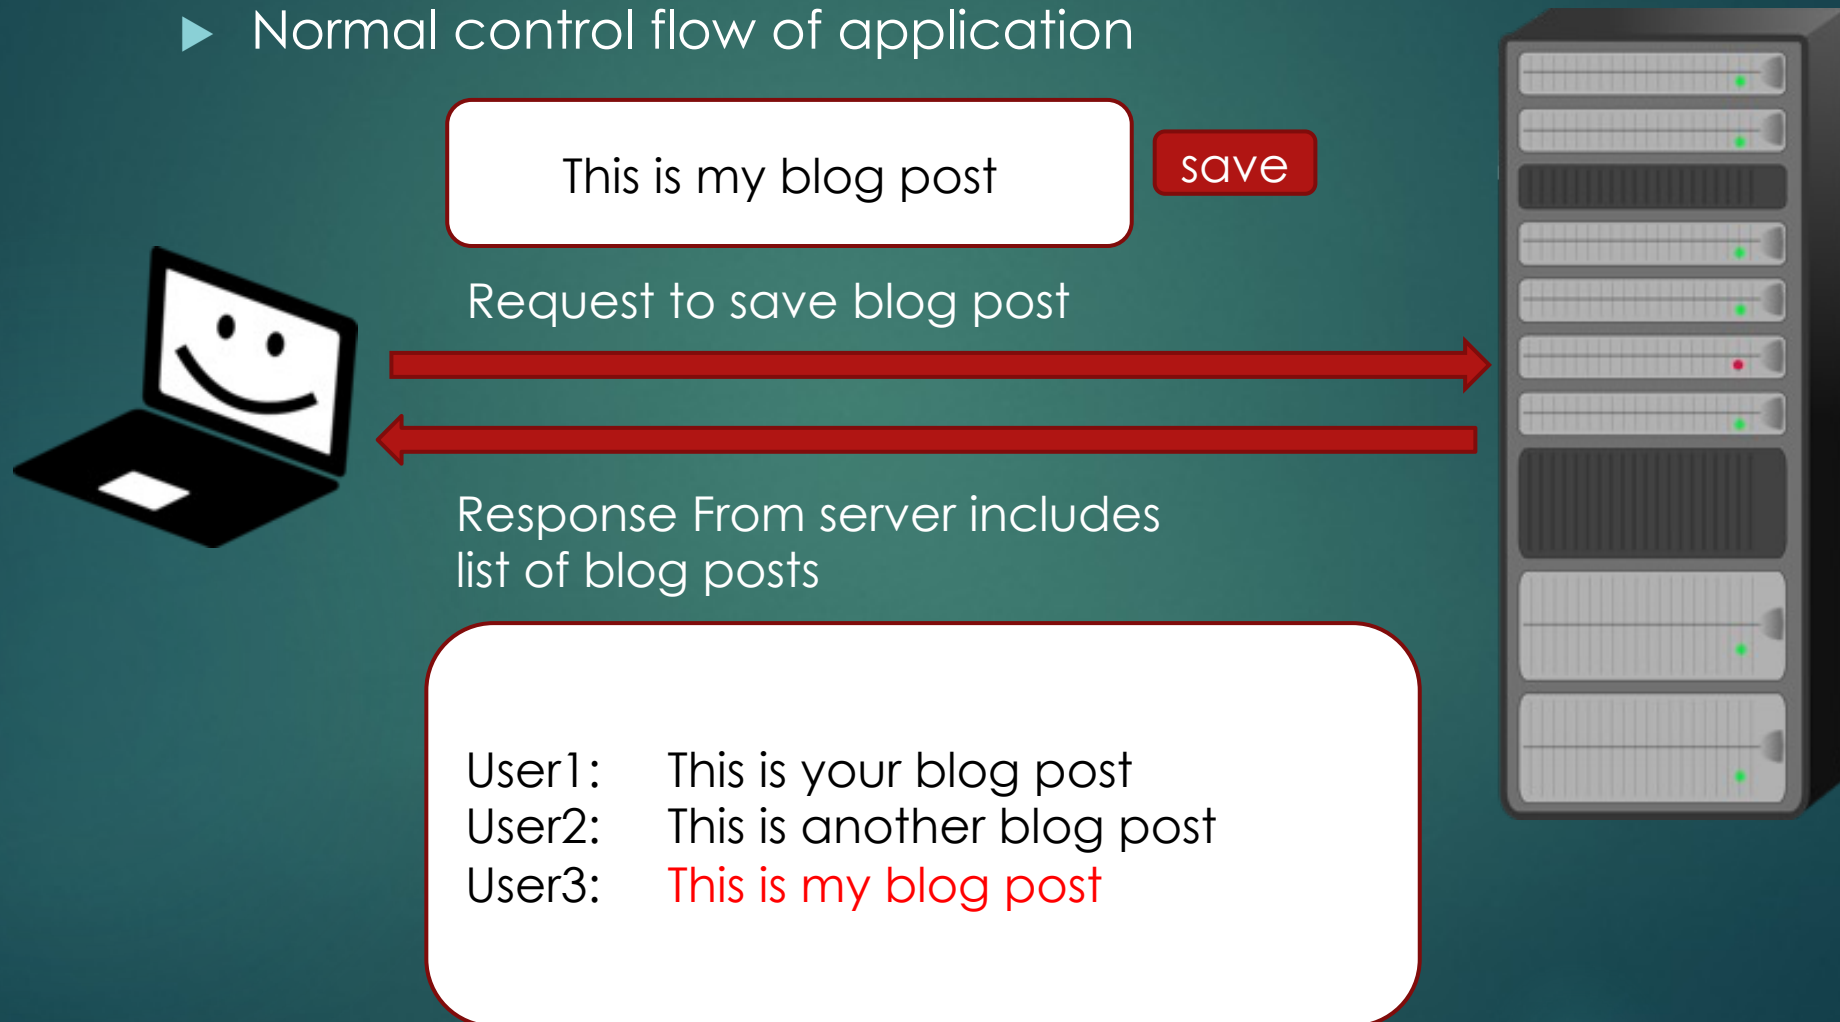 Normal control flow of application
This is my blog post
save
Request to save blog post
Response From server includes
list of blog posts
User1: This is your blog post
User2: This is another blog post
User3: This is my blog post